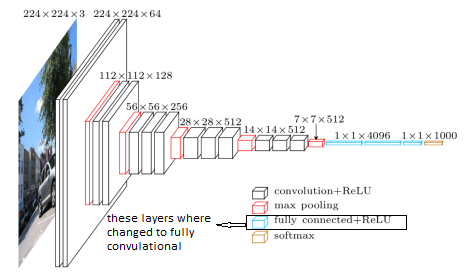 224×224×3 224×224×64
112×112×128
56×56×256
28×28×512
7×7×512
14×14×512
1×1×4096 1×1×1000
convolution+ReLU
max pooling
fully connected+ReLU
softmax
these layers where
changed to fully
convulational